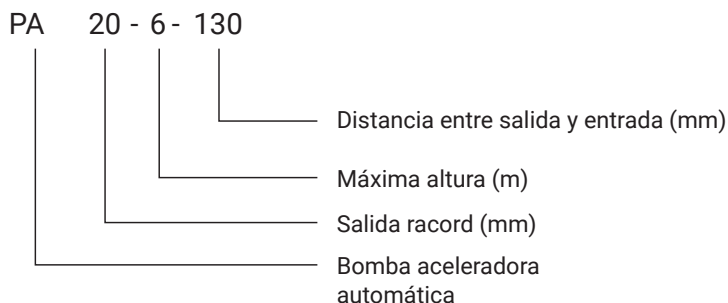 PA 20 - 6 - 130
Distancia entre salida y entrada (mm)
Máxima altura (m)
Salida racord (mm)
Bomba aceleradora
automática